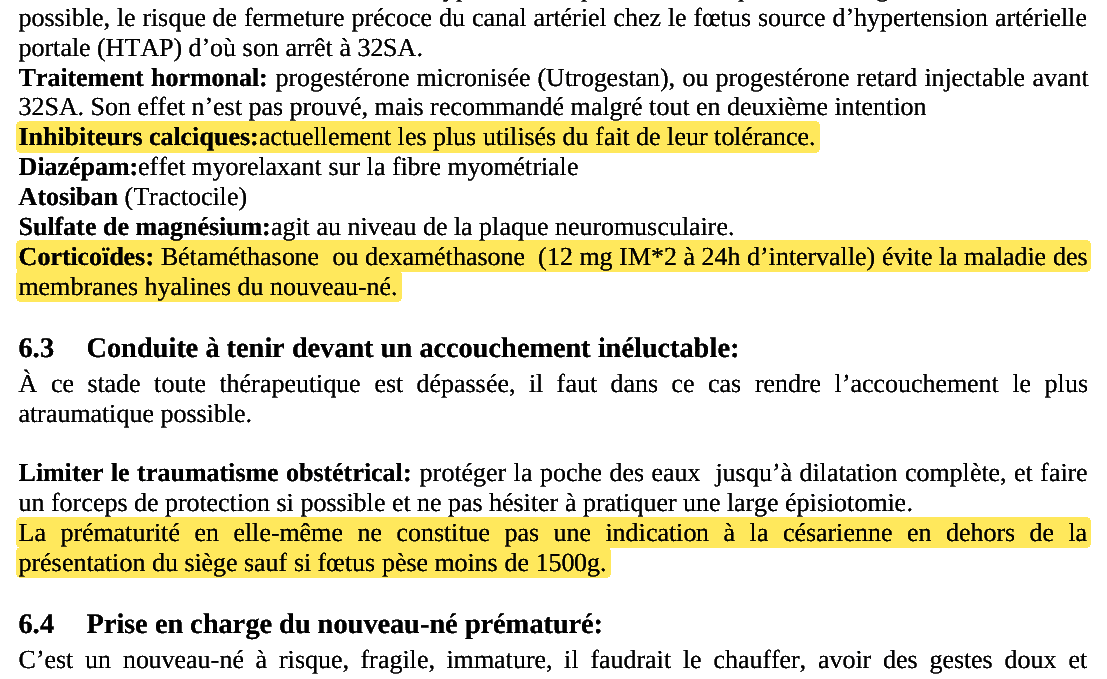 possible, le risque de fermeture précoce du canal artériel chez le fœtus source d’hypertension artérielle
portale (HTAP) d’où son arrêt à 32SA.
Traitement hormonal: progestérone micronisée (Utrogestan), ou progestérone retard injectable avant
32SA. Son effet n’est pas prouvé, mais recommandé malgré tout en deuxième intention
Inhibiteurs calciques:actuellement les plus utilisés du fait de leur tolérance.
Diazépam:effet myorelaxant sur la fibre myométriale
Atosiban (Tractocile)
Sulfate de magnésium:agit au niveau de la plaque neuromusculaire.
Corticoïdes: Bétaméthasone ou dexaméthasone (12 mg IM*2 à 24h d’intervalle) évite la maladie des
membranes hyalines du nouveau-né.
6.3 Conduite à tenir devant un accouchement inéluctable:
À ce stade toute thérapeutique est dépassée, il faut dans ce cas rendre l’accouchement le plus
atraumatique possible.
Limiter le traumatisme obstétrical: protéger la poche des eaux jusqu’à dilatation complète, et faire
un forceps de protection si possible et ne pas hésiter à pratiquer une large épisiotomie.
La prématurité en elle-même ne constitue pas une indication à la césarienne en dehors de la
présentation du siège sauf si fœtus pèse moins de 1500g.
6.4 Prise en charge du nouveau-né prématuré:
C’est un nouveau-né à risque, fragile, immature, il faudrait le chauffer, avoir des gestes doux et